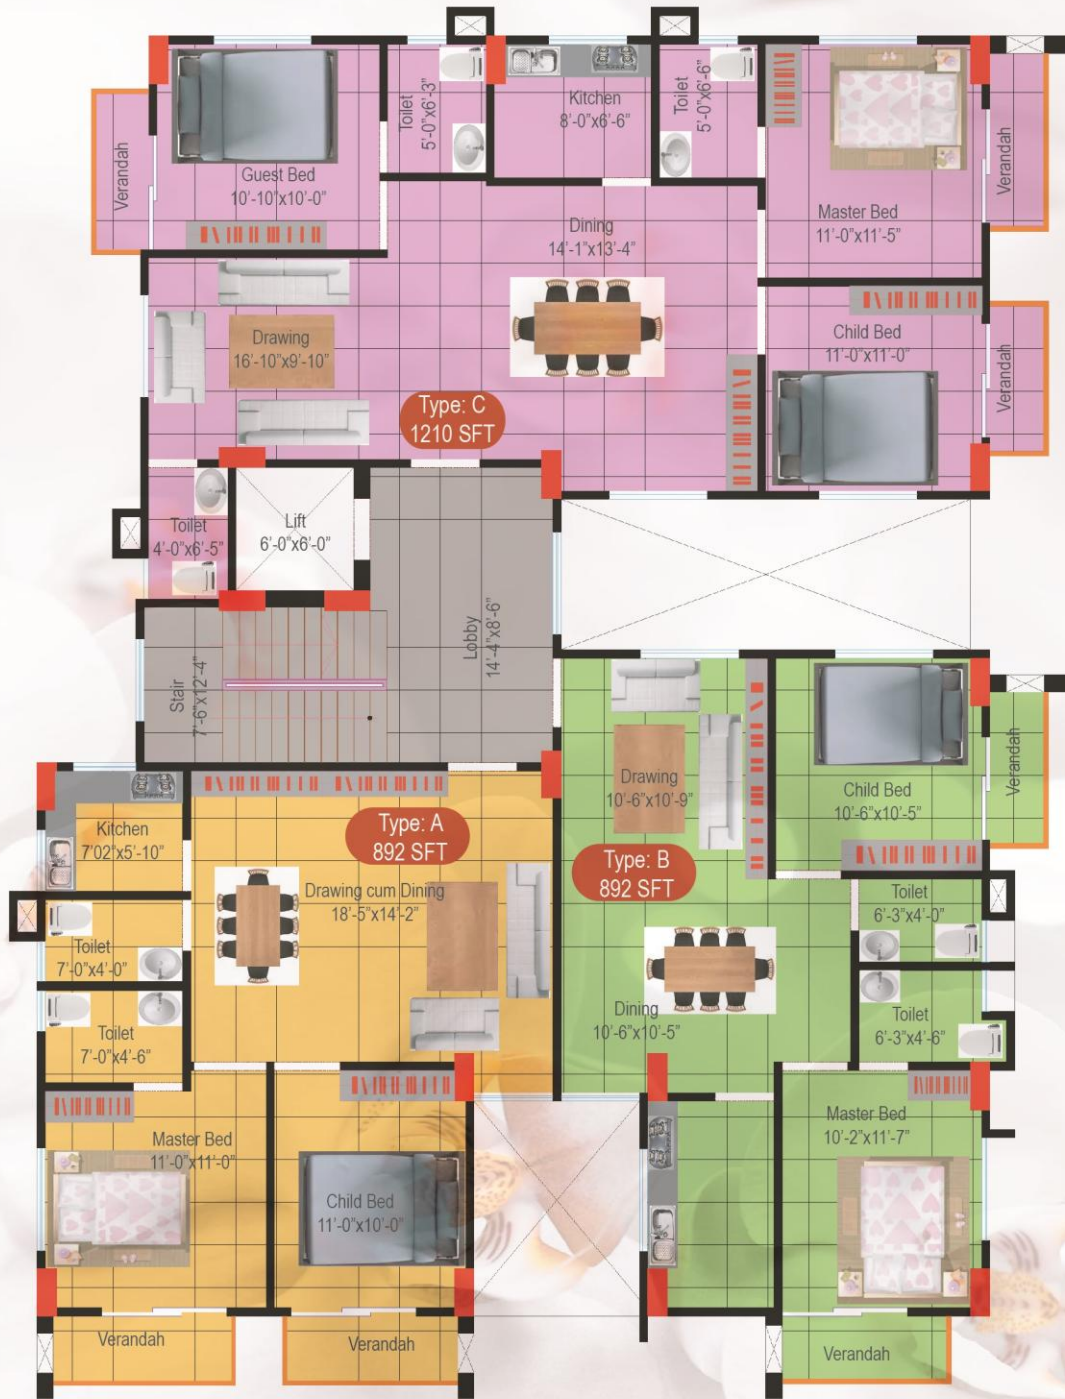 Verandah
Guest Bed
10'-10"x10'-0"
Toilet
5'-0"x6'-3"
Kitchen
8'-0"x6'-6"
Toilet
5'-0"x6'-6"
Master Bed
11'-0"x11'-5"
Verandah
Dining
14'-1"x13'-4"
Drawing
16'-10"x9'-10"
Child Bed
11'-0"x11'-0"
Verandah
Type: C
1210 SFT
Toilet
4'-0"x6'-5"
Lift
6'-0"x6'-0"
Lobby
14'-4"x8'-6"
Stair
7'-6"x12'-4"
Drawing
10'-6"x10'-9"
Child Bed
10'-6"x10'-5"
Verandah
Kitchen
7'02"x5'-10"
Type: A
892 SFT
Type: B
892 SFT
Drawing cum Dining
18'-5"x14'-2"
Toilet
6'-3"x4'-0"
Toilet
7'-0"x4'-0"
Toilet
7'-0"x4'-6"
Dining
10'-6"x10'-5"
Toilet
6'-3"x4'-6"
Master Bed
11'-0"x11'-0"
Child Bed
11'-0"x10'-0"
Master Bed
10'-2"x11'-7"
Verandah
Verandah
Verandah